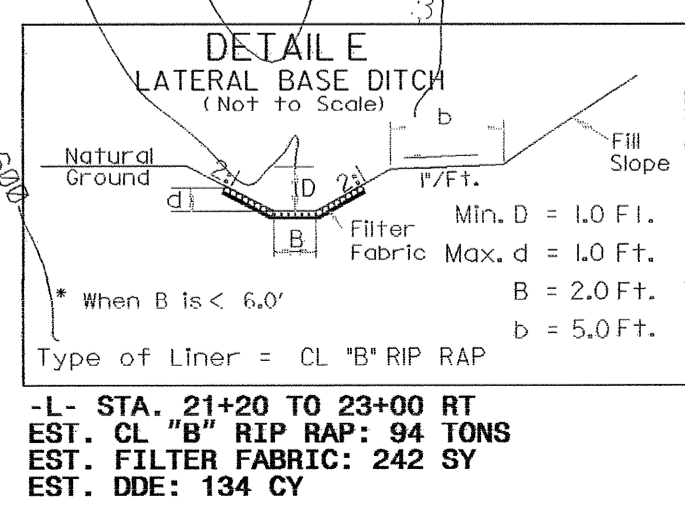 .3
DETAIL E
LATERAL BASE DITCH
(Not to Scale)
b
Natural
Ground
2:1
D
2:1
1"/Ft.
Fill
Slope
d
B
Filter
Fabric
Min. D = 1.0 Ft.
Max. d = 1.0 Ft.
B = 2.0 Ft.
b = 5.0 Ft.
* When B is < 6.0'
Type of Liner = CL "B" RIP RAP
600
-L- STA. 21+20 TO 23+00 RT
EST. CL "B" RIP RAP: 94 TONS
EST. FILTER FABRIC: 242 SY
EST. DDE: 134 CY